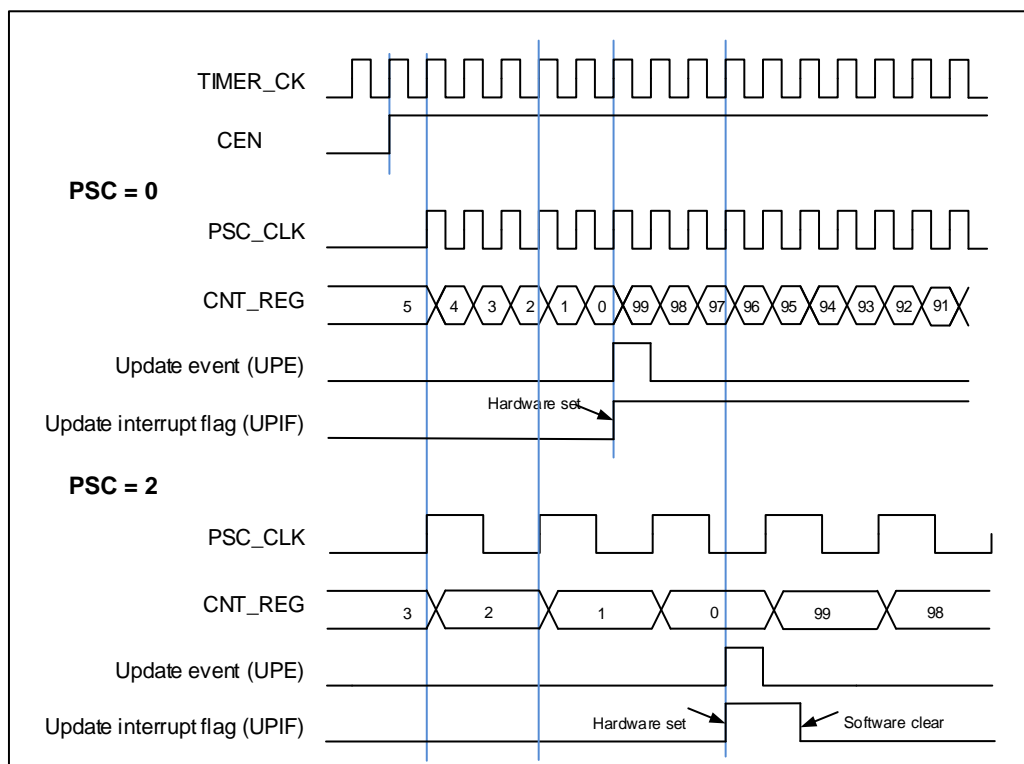 TIMER_CK
CEN
PSC = 0
PSC_CLK
CNT_REG 5 4 3 2 1 0 99 98 97 96 95 94 93 92 91
Update event (UPE)
Hardware set
Update interrupt flag (UPIF)
PSC = 2
PSC_CLK
CNT_REG 3 2 1 0 99 98
Update event (UPE)
Update interrupt flag (UPIF) Hardware set Software clear